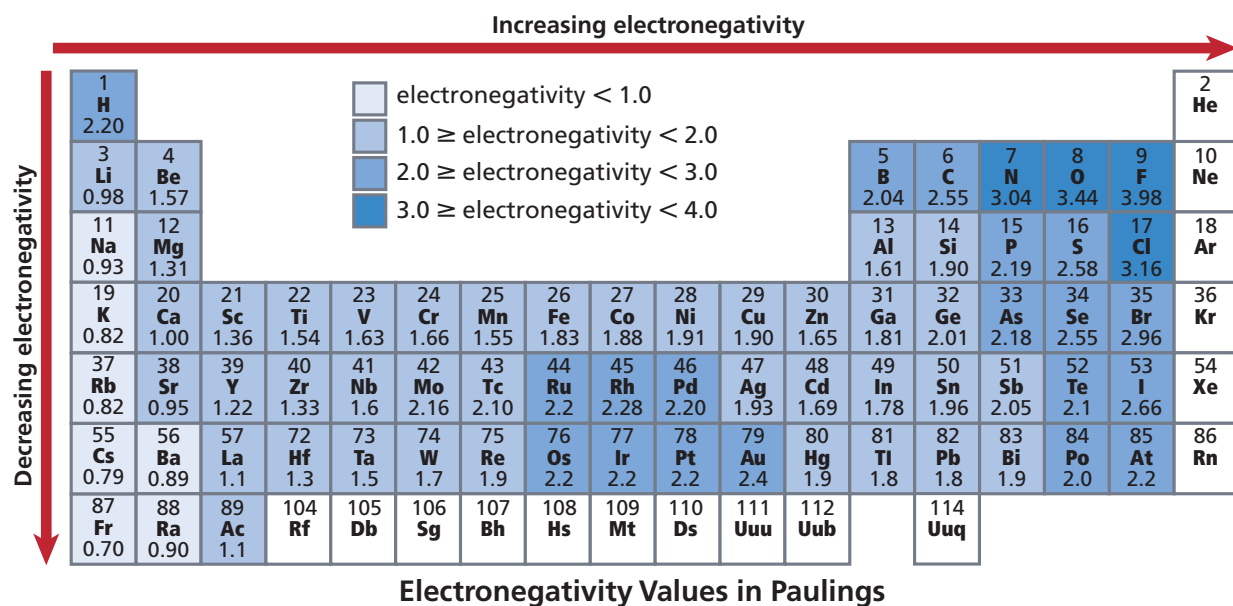 Increasing electronegativity
Decreasing electronegativity
electronegativity < 1.0
1.0 ≥ electronegativity < 2.0
2.0 ≥ electronegativity < 3.0
3.0 ≥ electronegativity < 4.0
1 2
H He
2.20
3 4 5 6 7 8 9 10
Li Be B C N O F Ne
0.98 1.57 2.04 2.55 3.04 3.44 3.98
11 12 13 14 15 16 17 18
Na Mg Al Si P S Cl Ar
0.93 1.31 1.61 1.90 2.19 2.58 3.16
19 20 21 22 23 24 25 26 27 28 29 30 31 32 33 34 35 36
K Ca Sc Ti V Cr Mn Fe Co Ni Cu Zn Ga Ge As Se Br Kr
0.82 1.00 1.36 1.54 1.63 1.66 1.55 1.83 1.88 1.91 1.90 1.65 1.81 2.01 2.18 2.55 2.96
37 38 39 40 41 42 43 44 45 46 47 48 49 50 51 52 53 54
Rb Sr Y Zr Nb Mo Tc Ru Rh Pd Ag Cd In Sn Sb Te I Xe
0.82 0.95 1.22 1.33 1.6 2.16 2.10 2.2 2.28 2.20 1.93 1.69 1.78 1.96 2.05 2.1 2.66
55 56 57 72 73 74 75 76 77 78 79 80 81 82 83 84 85 86
Cs Ba La Hf Ta W Re Os Ir Pt Au Hg Tl Pb Bi Po At Rn
0.79 0.89 1.1 1.3 1.5 1.7 1.9 2.2 2.2 2.2 2.4 1.9 1.8 1.8 1.9 2.0 2.2
87 88 89 104 105 106 107 108 109 110 111 112 114
Fr Ra Ac Rf Db Sg Bh Hs Mt Ds Uuu Uub Uuq
0.70 0.90 1.1
Electronegativity Values in Paulings